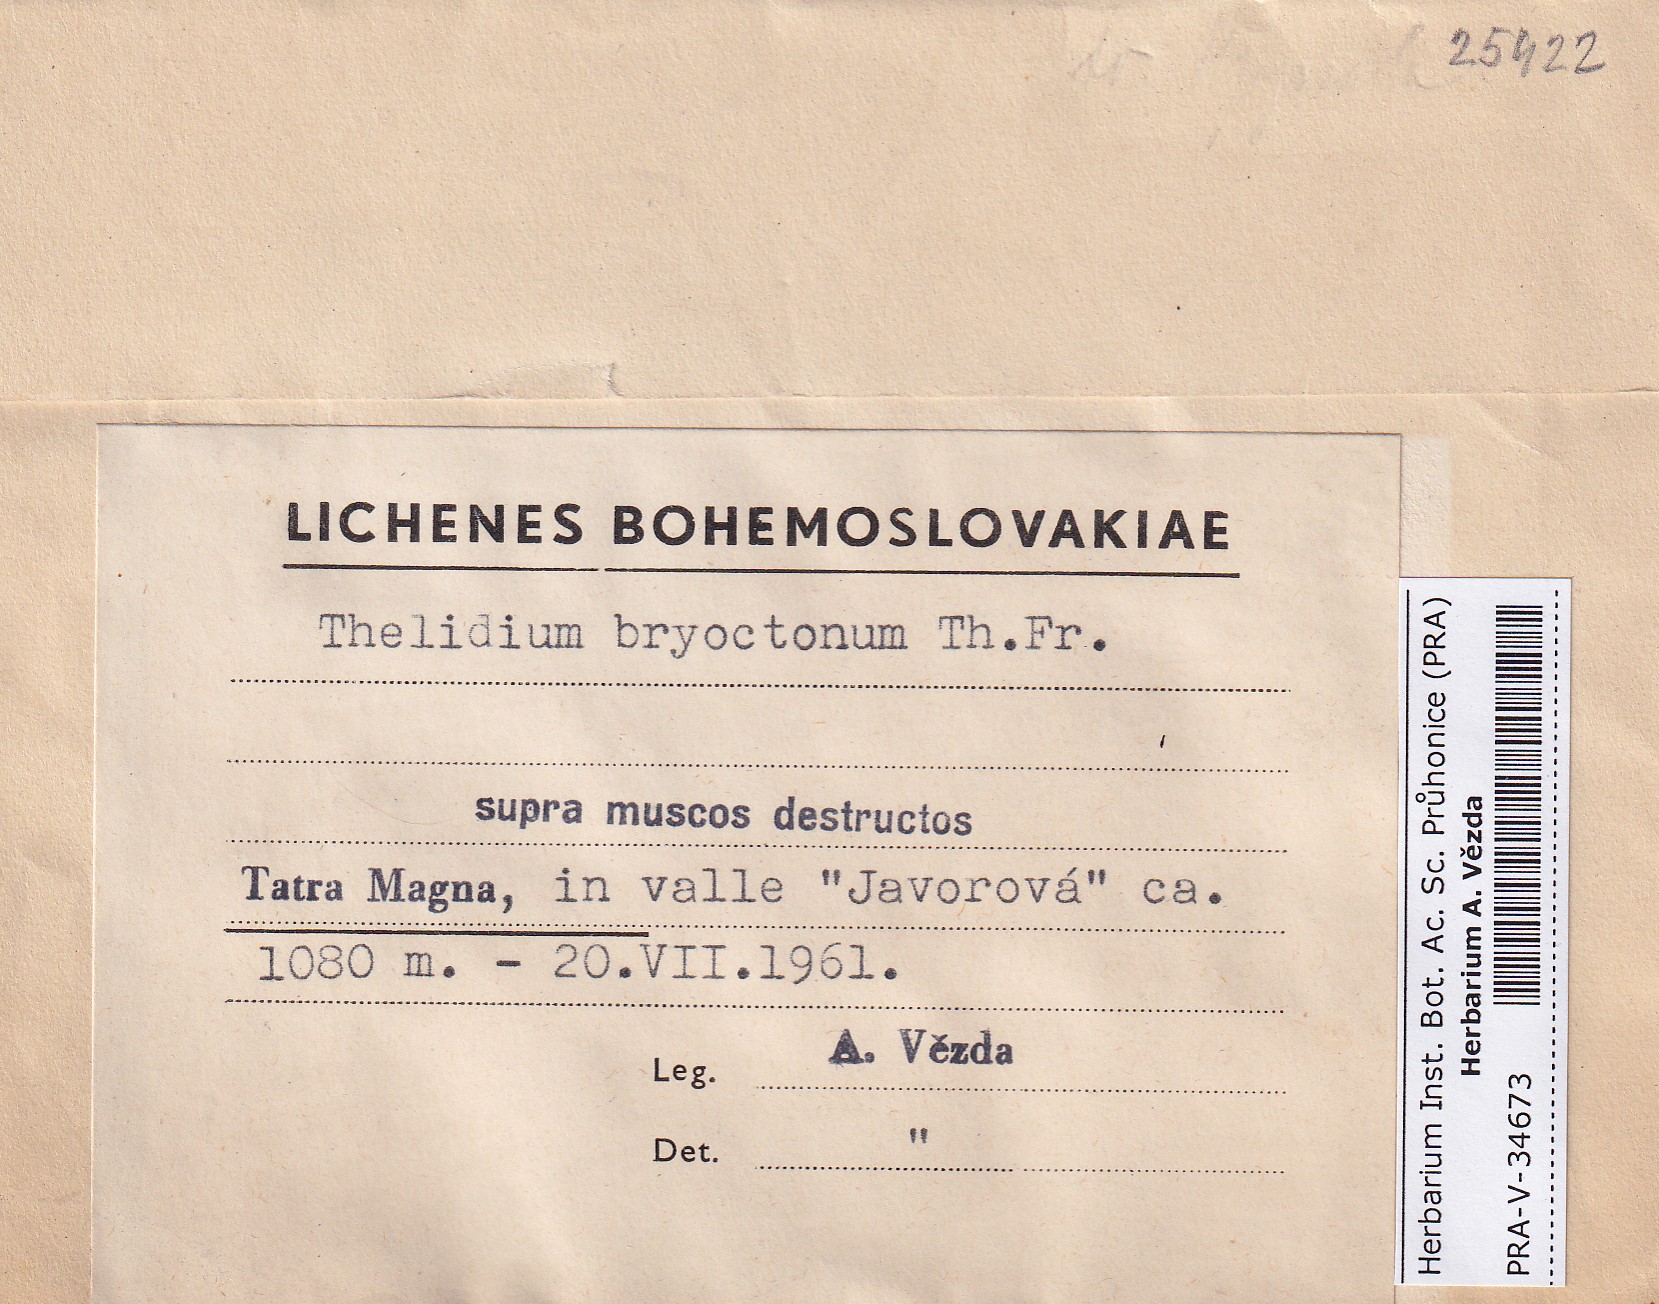 25422
LICHENES BOHEMOSLOVAKIAE
Thelidium bryoctonum Th.Fr.
supra muscos destructos
Tatra Magna, in valle "Javorová" ca.
1080 m. - 20.VII.1961.
Leg. A. Vězda
Det. "
Herbarium Inst. Bot. Ac. Sc. Průhonice (PRA)
Herbarium A. Vězda
PRA-V-34673